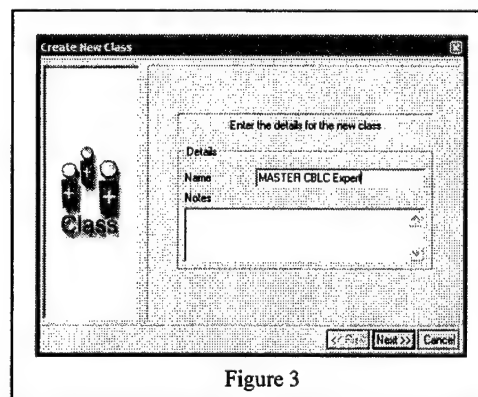 Create New Class
Enter the details for the new class
Details
Name MASTER CBLC Expert
Notes
Class
Next >> Cancel
Figure 3